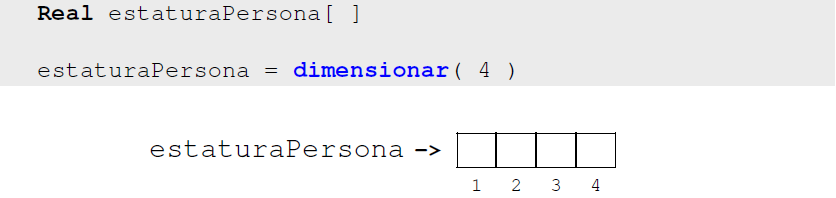 Real estaturaPersona[ ]
estaturaPersona = dimensionar( 4 )
estaturaPersona ->
1 2 3 4